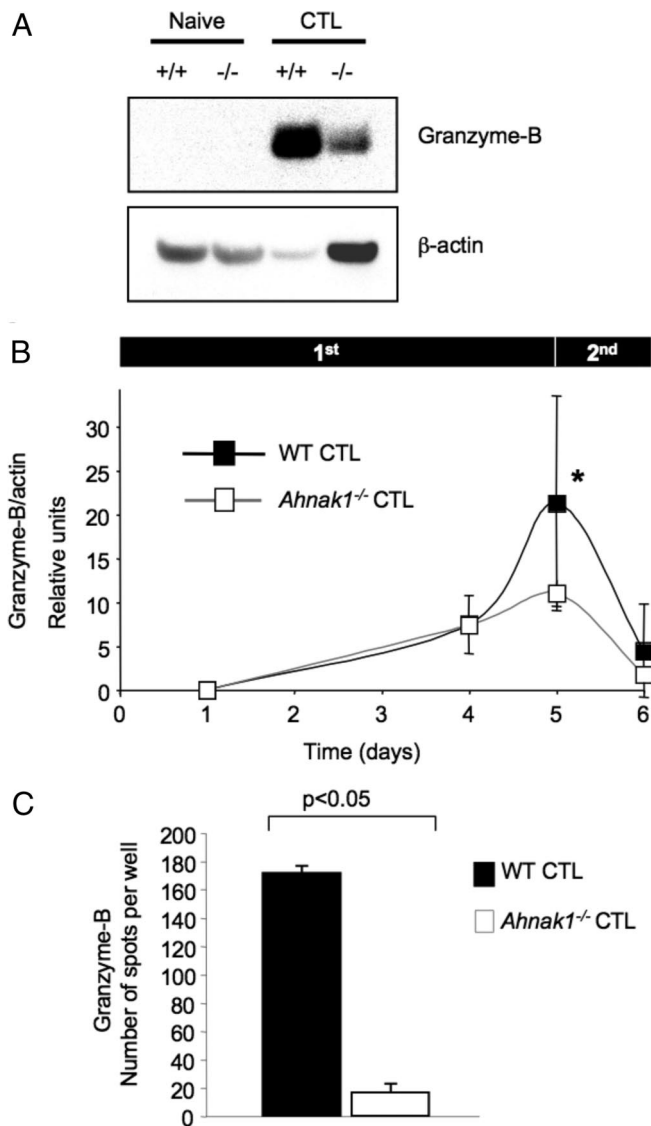 A
Naive CTL
+/+ -/- +/+ -/-
Granzyme-B
β-actin
B
1st 2nd
Granzyme-B/actin
Relative units
30
25
20
15
10
5
0
WT CTL
Ahnak1-/- CTL
*
0 1 2 3 4 5 6
Time (days)
C
p<0.05
Granzyme-B
Number of spots per well
200
180
160
140
120
100
80
60
40
20
0
WT CTL
Ahnak1-/- CTL